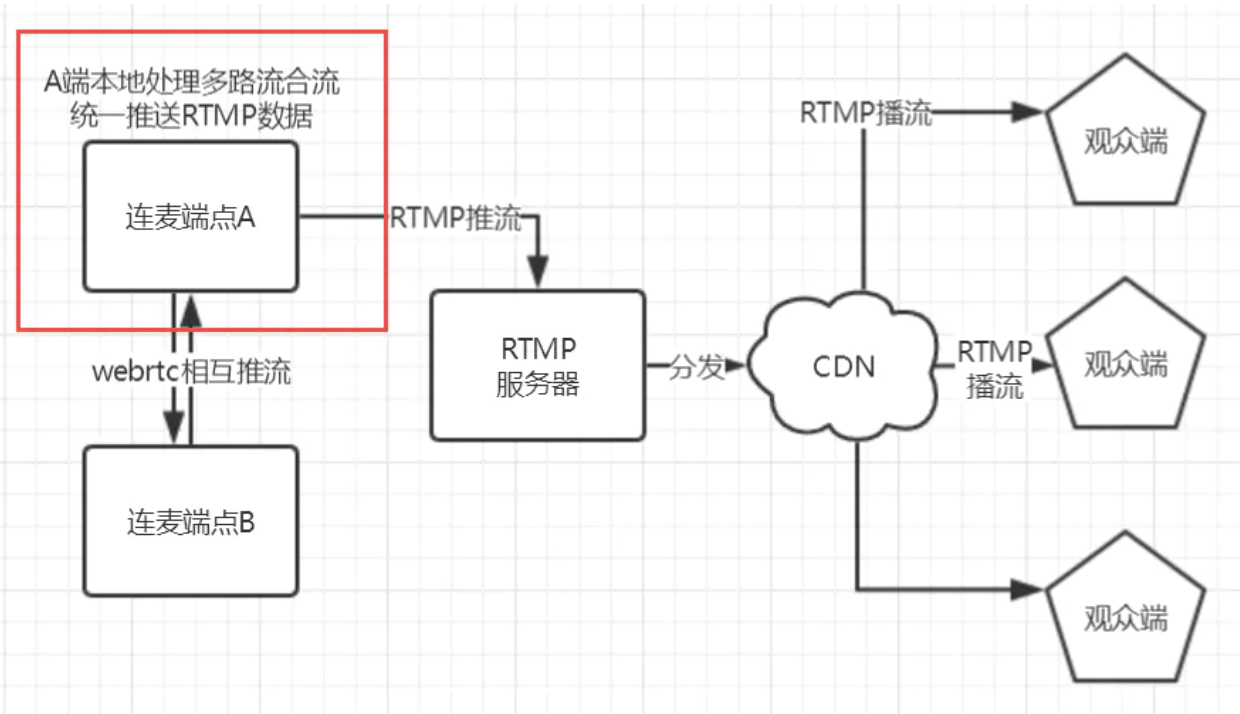 A端本地处理多路流合流
统一推送RTMP数据
连麦端点A
RTMP推流
webrtc相互推流
连麦端点B
RTMP
服务器
分发
CDN
RTMP播流
观众端
RTMP
播流
观众端
观众端